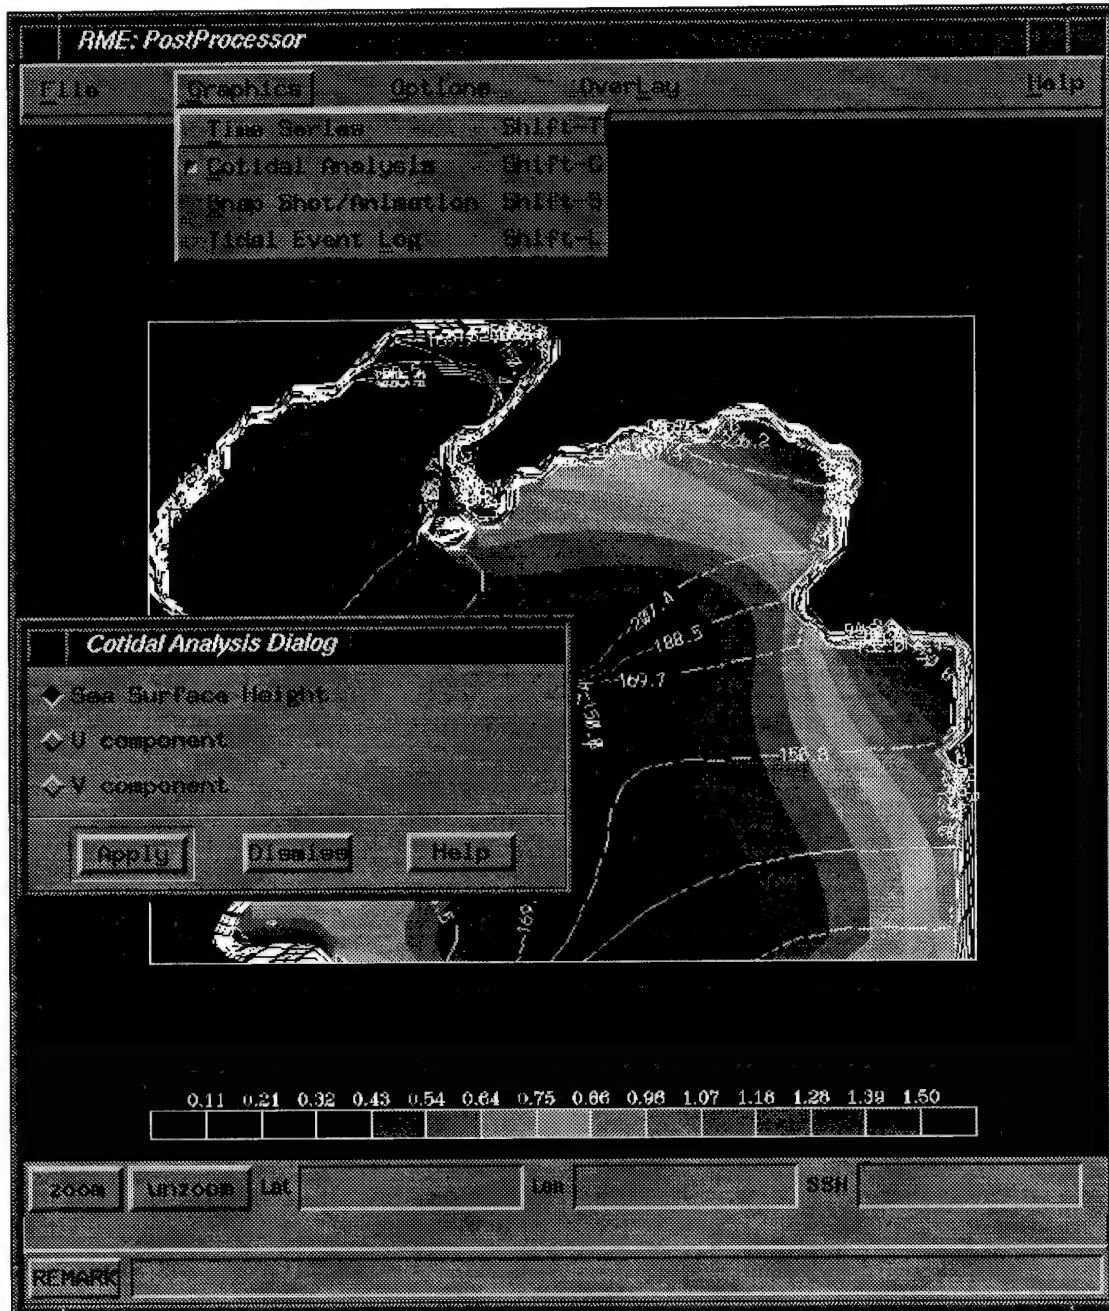 RME: PostProcessor
File Graphics Options OverLay Help
Time Series Shift-T
Cotidal Analysis Shift-C
Snap Shot/Animation Shift-S
Tidal Event Log Shift-L
207.4
188.5
169.7
150.8
Cotidal Analysis Dialog
Sea Surface Height
U component
V component
Apply Dismiss Help
0.11 0.21 0.32 0.43 0.54 0.64 0.75 0.86 0.96 1.07 1.18 1.28 1.39 1.50
zoom unzoom Lat Lon SSH
REMARK